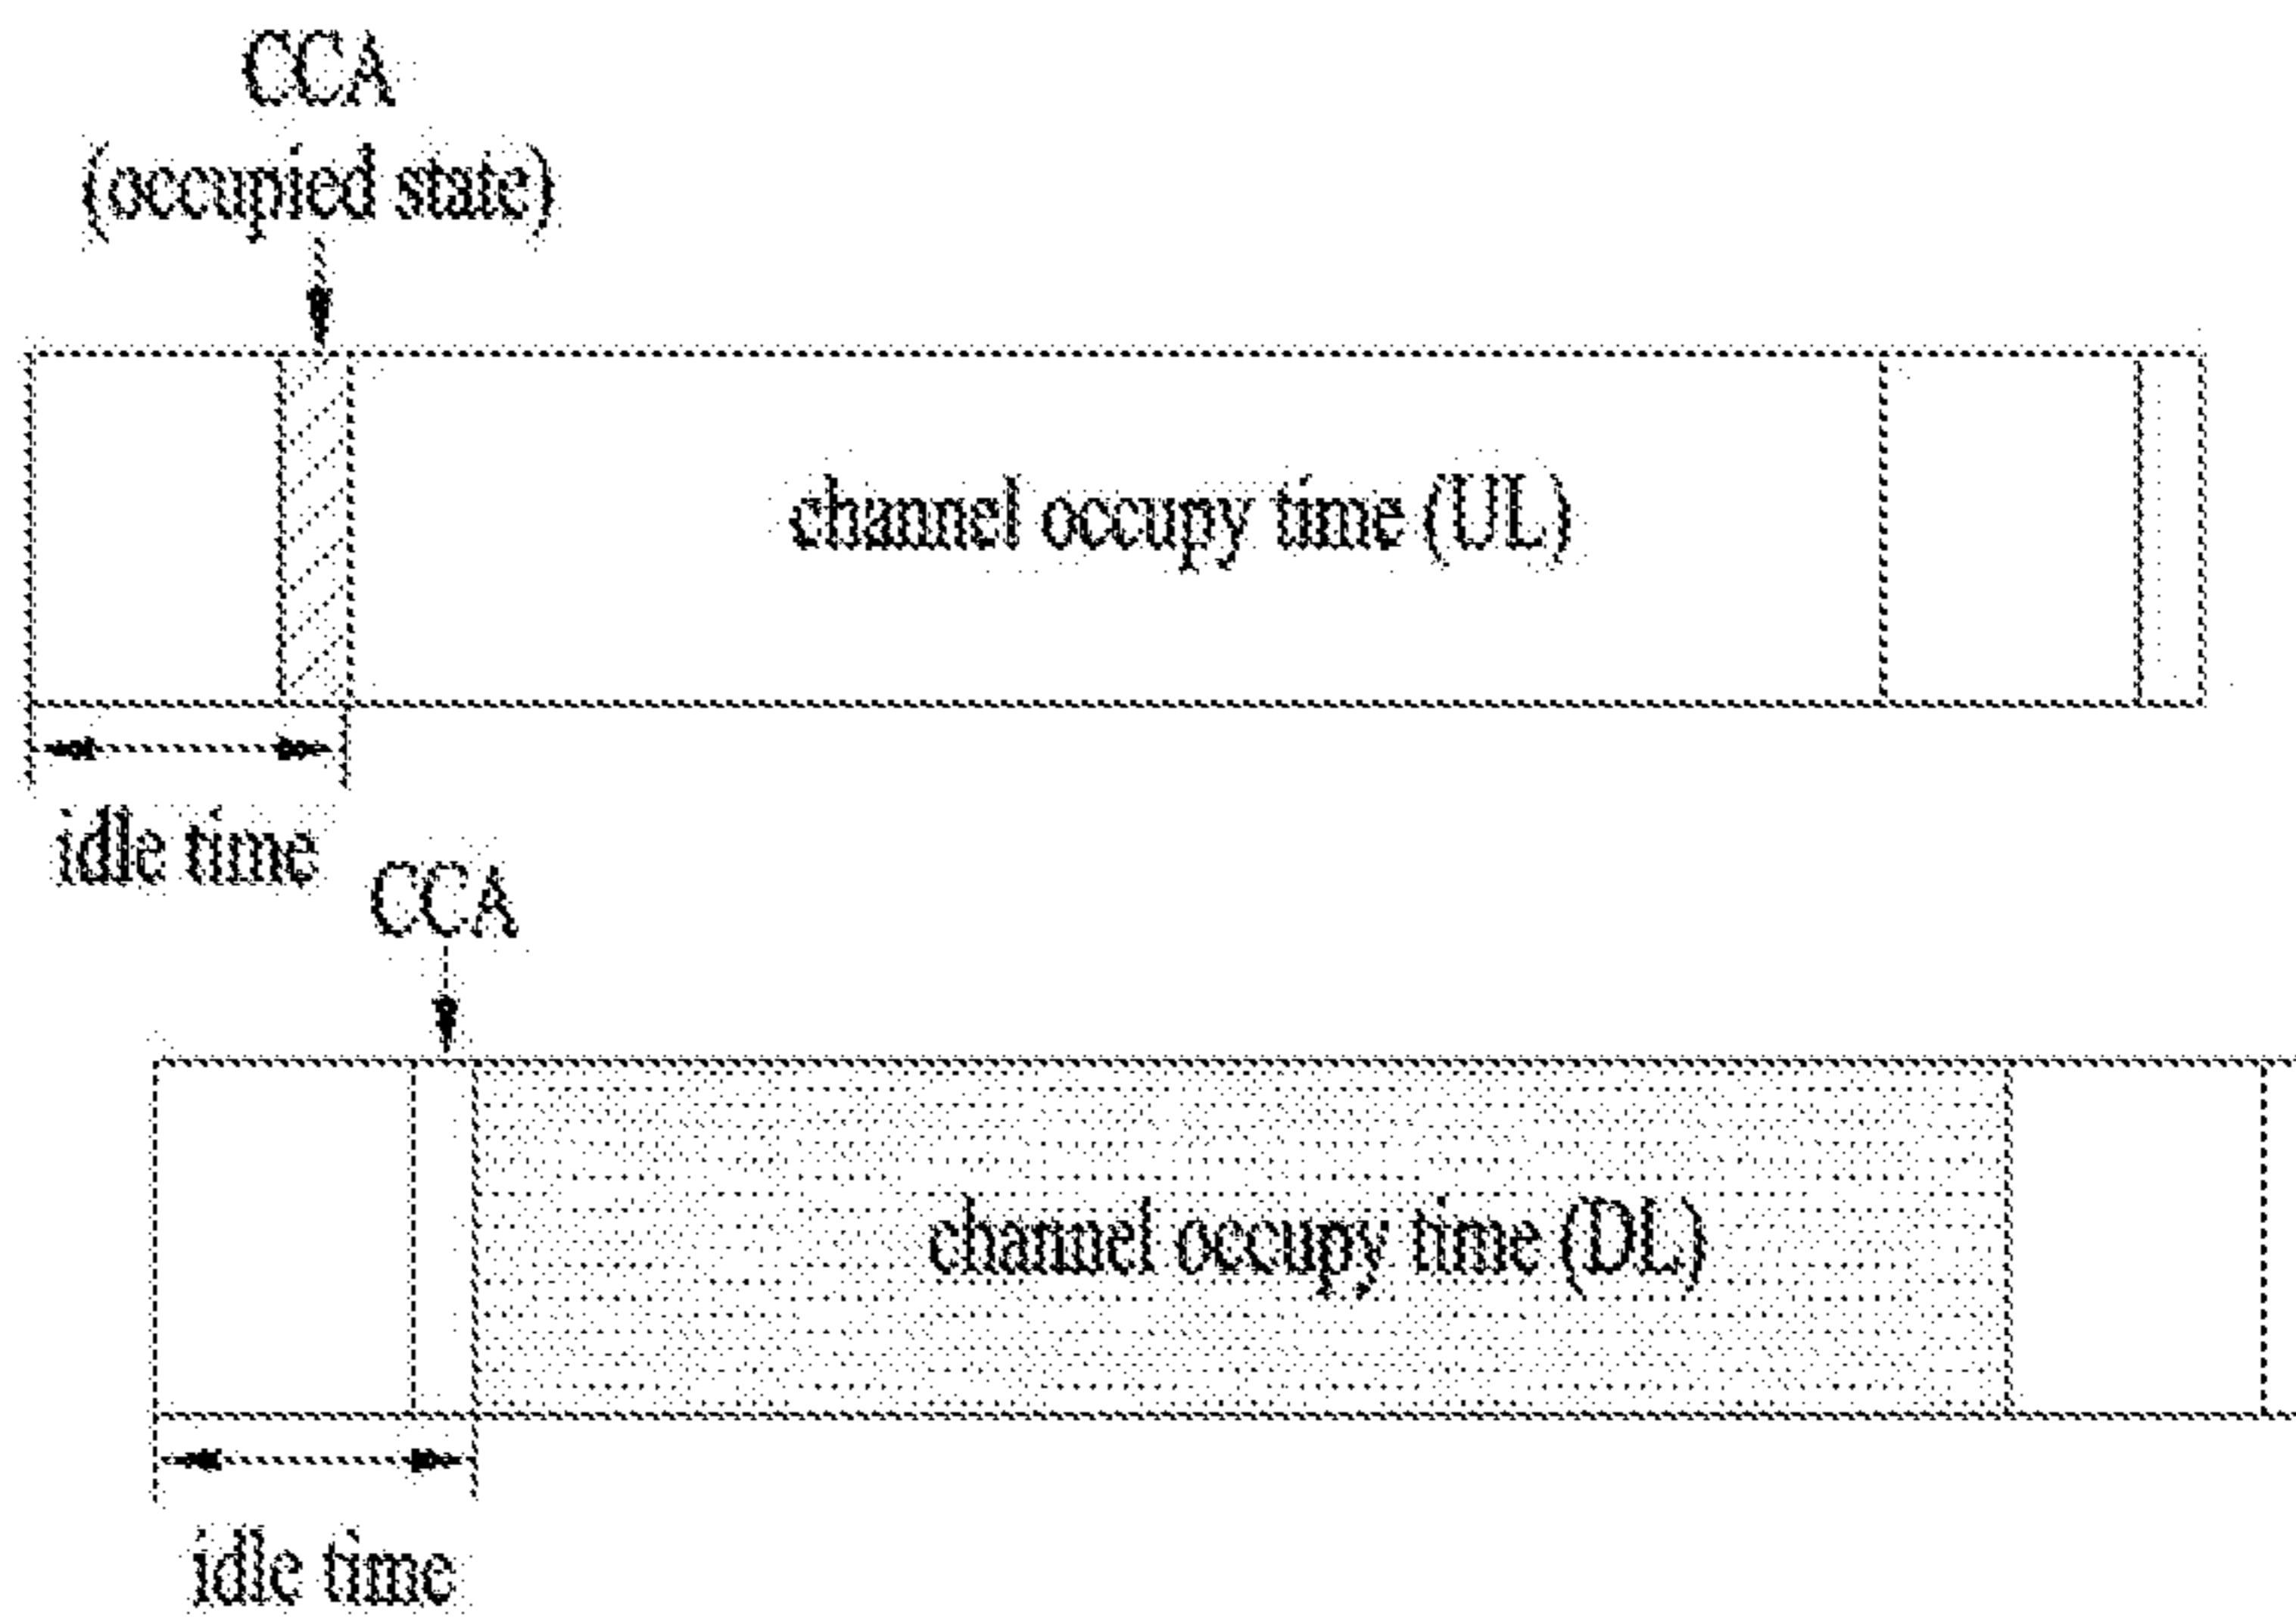 CCA
(occupied state)
channel occupy time (UL)
idle time
CCA
channel occupy time (DL)
idle time